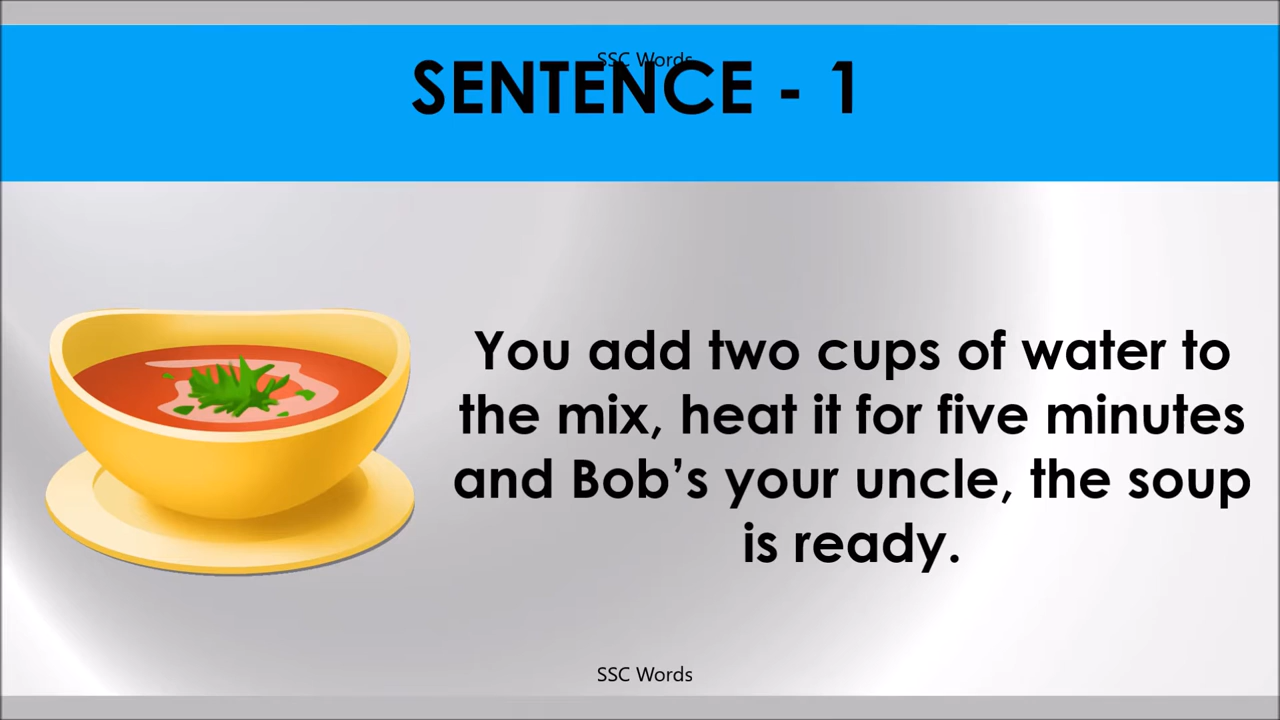 SSC Words
SENTENCE - 1
You add two cups of water to
the mix, heat it for five minutes
and Bob’s your uncle, the soup
is ready.
SSC Words